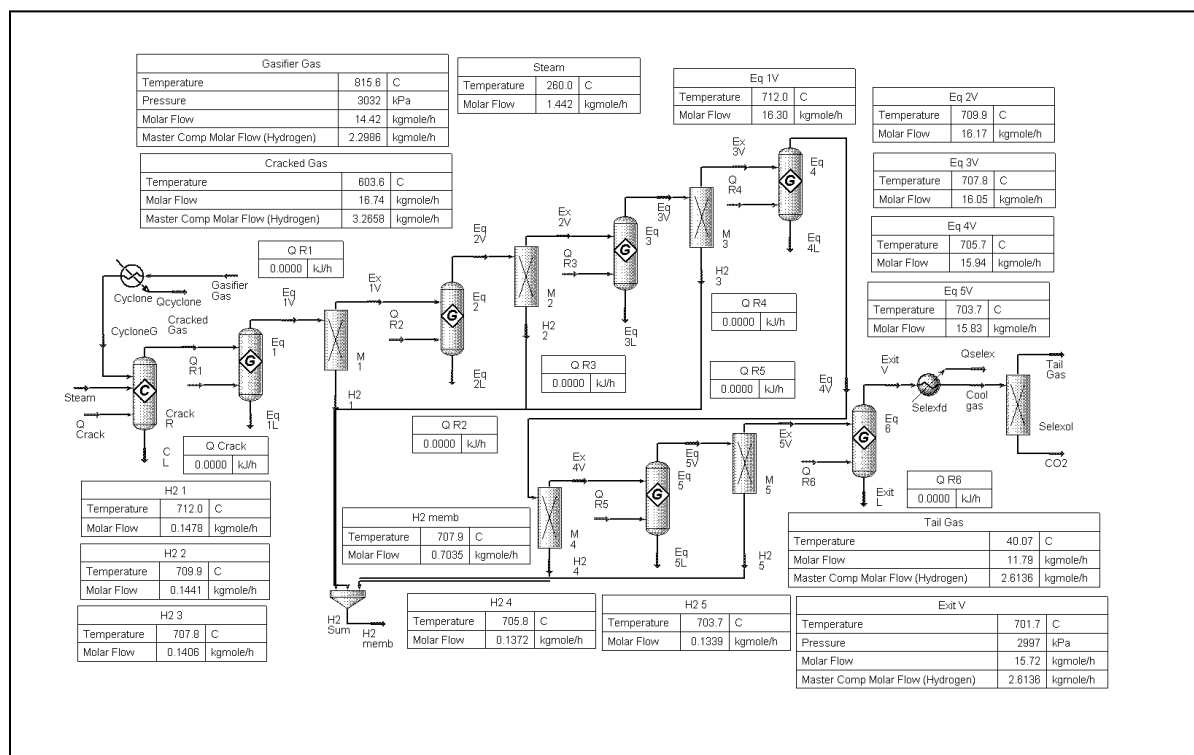 Gasifier Gas
Temperature 815.6 C
Pressure 3032 kPa
Molar Flow 14.42 kgmole/h
Master Comp Molar Flow (Hydrogen) 2.2986 kgmole/h
Steam
Temperature 260.0 C
Molar Flow 1.442 kgmole/h
Eq 1V
Temperature 712.0 C
Molar Flow 16.30 kgmole/h
Eq 2V
Temperature 709.9 C
Molar Flow 16.17 kgmole/h
Cracked Gas
Temperature 603.6 C
Molar Flow 16.74 kgmole/h
Master Comp Molar Flow (Hydrogen) 3.2658 kgmole/h
Eq 3V
Temperature 707.8 C
Molar Flow 16.05 kgmole/h
Eq 4V
Temperature 705.7 C
Molar Flow 15.94 kgmole/h
Eq 5V
Temperature 703.7 C
Molar Flow 15.83 kgmole/h
Q R1
0.0000 kJ/h
Cyclone
Qcyclone
Gasifier
Gas
CycloneG
Cracked
Gas
Steam
Q
Crack
C
Crack
R
C
L
Q
R1
G
Eq
1
Eq
1V
Eq
1L
M
1
Ex
1V
H2
1
Q
R2
G
Eq
2
Eq
2V
Eq
2L
M
2
Ex
2V
H2
2
Q
R3
G
Eq
3
Eq
3V
Eq
3L
M
3
Ex
3V
H2
3
Q
R4
G
Eq
4
Eq
4L
Eq
4V
Q R4
0.0000 kJ/h
Q R3
0.0000 kJ/h
Q R5
0.0000 kJ/h
Q R2
0.0000 kJ/h
Q Crack
0.0000 kJ/h
M
4
Ex
4V
H2
4
Q
R5
G
Eq
5
Eq
5V
Eq
5L
M
5
Ex
5V
H2
5
Q
R6
G
Eq
6
Exit
V
Exit
L
Selexfd
Qselex
Cool
gas
Tail
Gas
Selexol
CO2
Q R6
0.0000 kJ/h
H2 1
Temperature 712.0 C
Molar Flow 0.1478 kgmole/h
H2 2
Temperature 709.9 C
Molar Flow 0.1441 kgmole/h
H2 3
Temperature 707.8 C
Molar Flow 0.1406 kgmole/h
H2 memb
Temperature 707.9 C
Molar Flow 0.7035 kgmole/h
H2
Sum
H2
memb
H2 4
Temperature 705.8 C
Molar Flow 0.1372 kgmole/h
H2 5
Temperature 703.7 C
Molar Flow 0.1339 kgmole/h
Tail Gas
Temperature 40.07 C
Molar Flow 11.79 kgmole/h
Master Comp Molar Flow (Hydrogen) 2.6136 kgmole/h
Exit V
Temperature 701.7 C
Pressure 2997 kPa
Molar Flow 15.72 kgmole/h
Master Comp Molar Flow (Hydrogen) 2.6136 kgmole/h